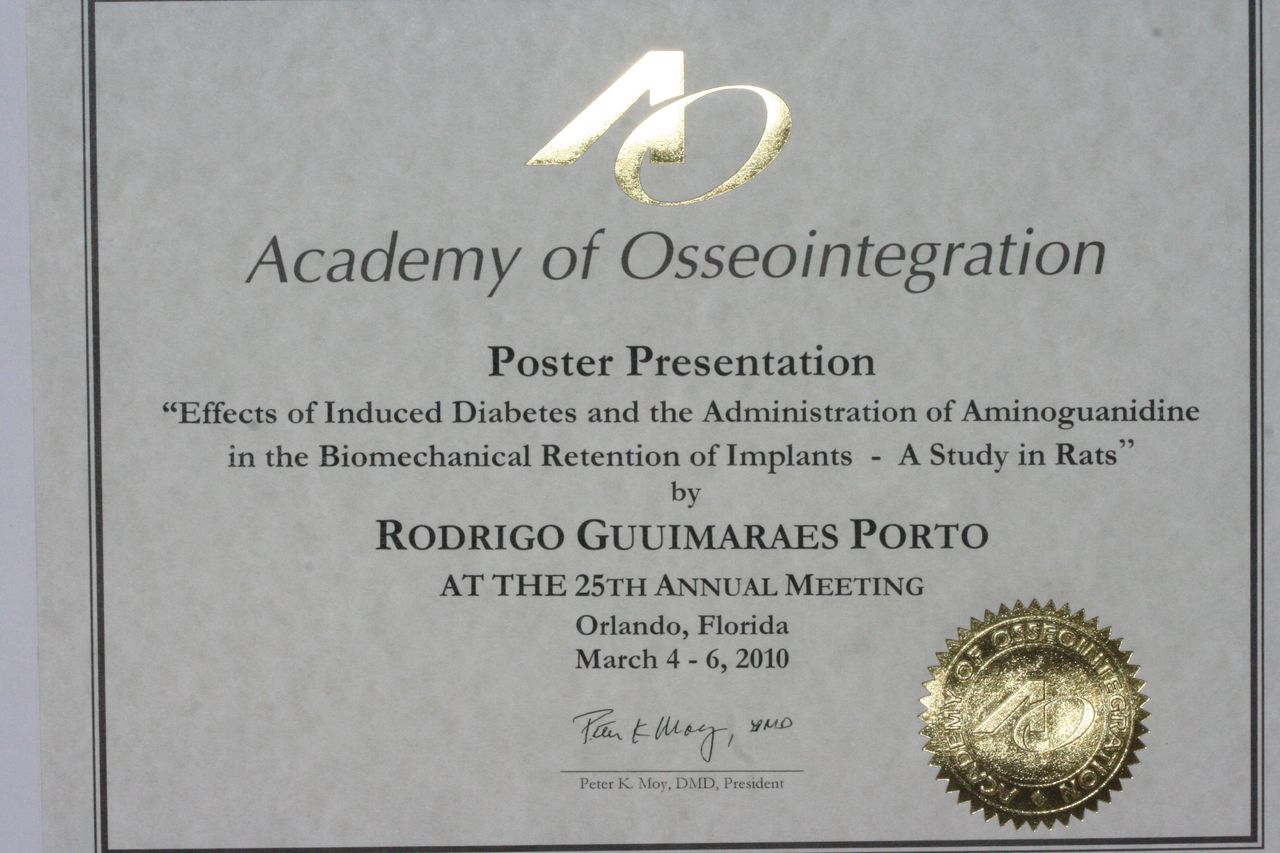 AO
Academy of Osseointegration
Poster Presentation
“Effects of Induced Diabetes and the Administration of Aminoguanidine
in the Biomechanical Retention of Implants - A Study in Rats”
by
RODRIGO GUUIMARAES PORTO
AT THE 25TH ANNUAL MEETING
Orlando, Florida
March 4 - 6, 2010
Peter K Moy, DMD
Peter K. Moy, DMD, President
ACADEMY OF OSSEOINTEGRATION
AO